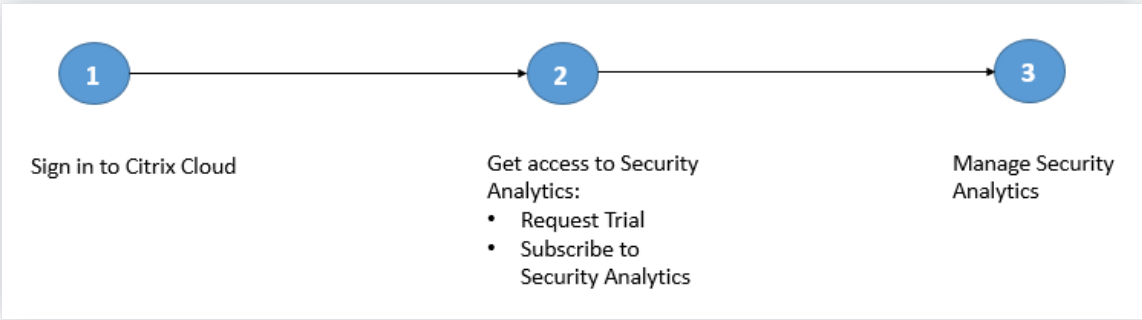 1
2
3
Sign in to Citrix Cloud
Get access to Security
Analytics:
• Request Trial
• Subscribe to
Security Analytics
Manage Security
Analytics